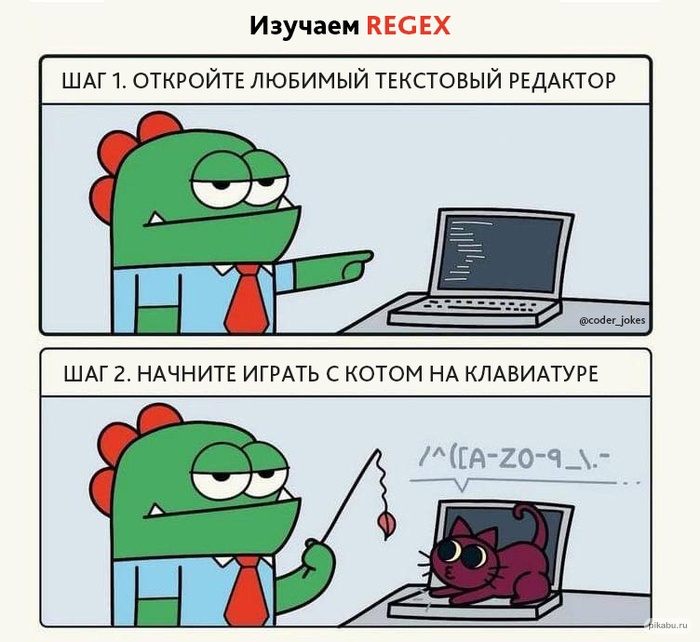 Изучаем REGEX
ШАГ 1. ОТКРОЙТЕ ЛЮБИМЫЙ ТЕКСТОВЫЙ РЕДАКТОР
@coder_jokes
ШАГ 2. НАЧНИТЕ ИГРАТЬ С КОТОМ НА КЛАВИАТУРЕ
/^([A-Z0-9_\.-
pikabu.ru